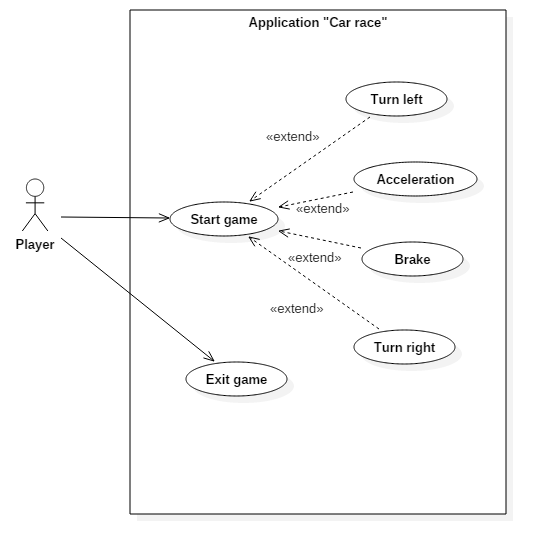 Application "Car race"
Turn left
«extend»
Acceleration
«extend»
Start game
Player
«extend»
Brake
«extend»
Turn right
Exit game